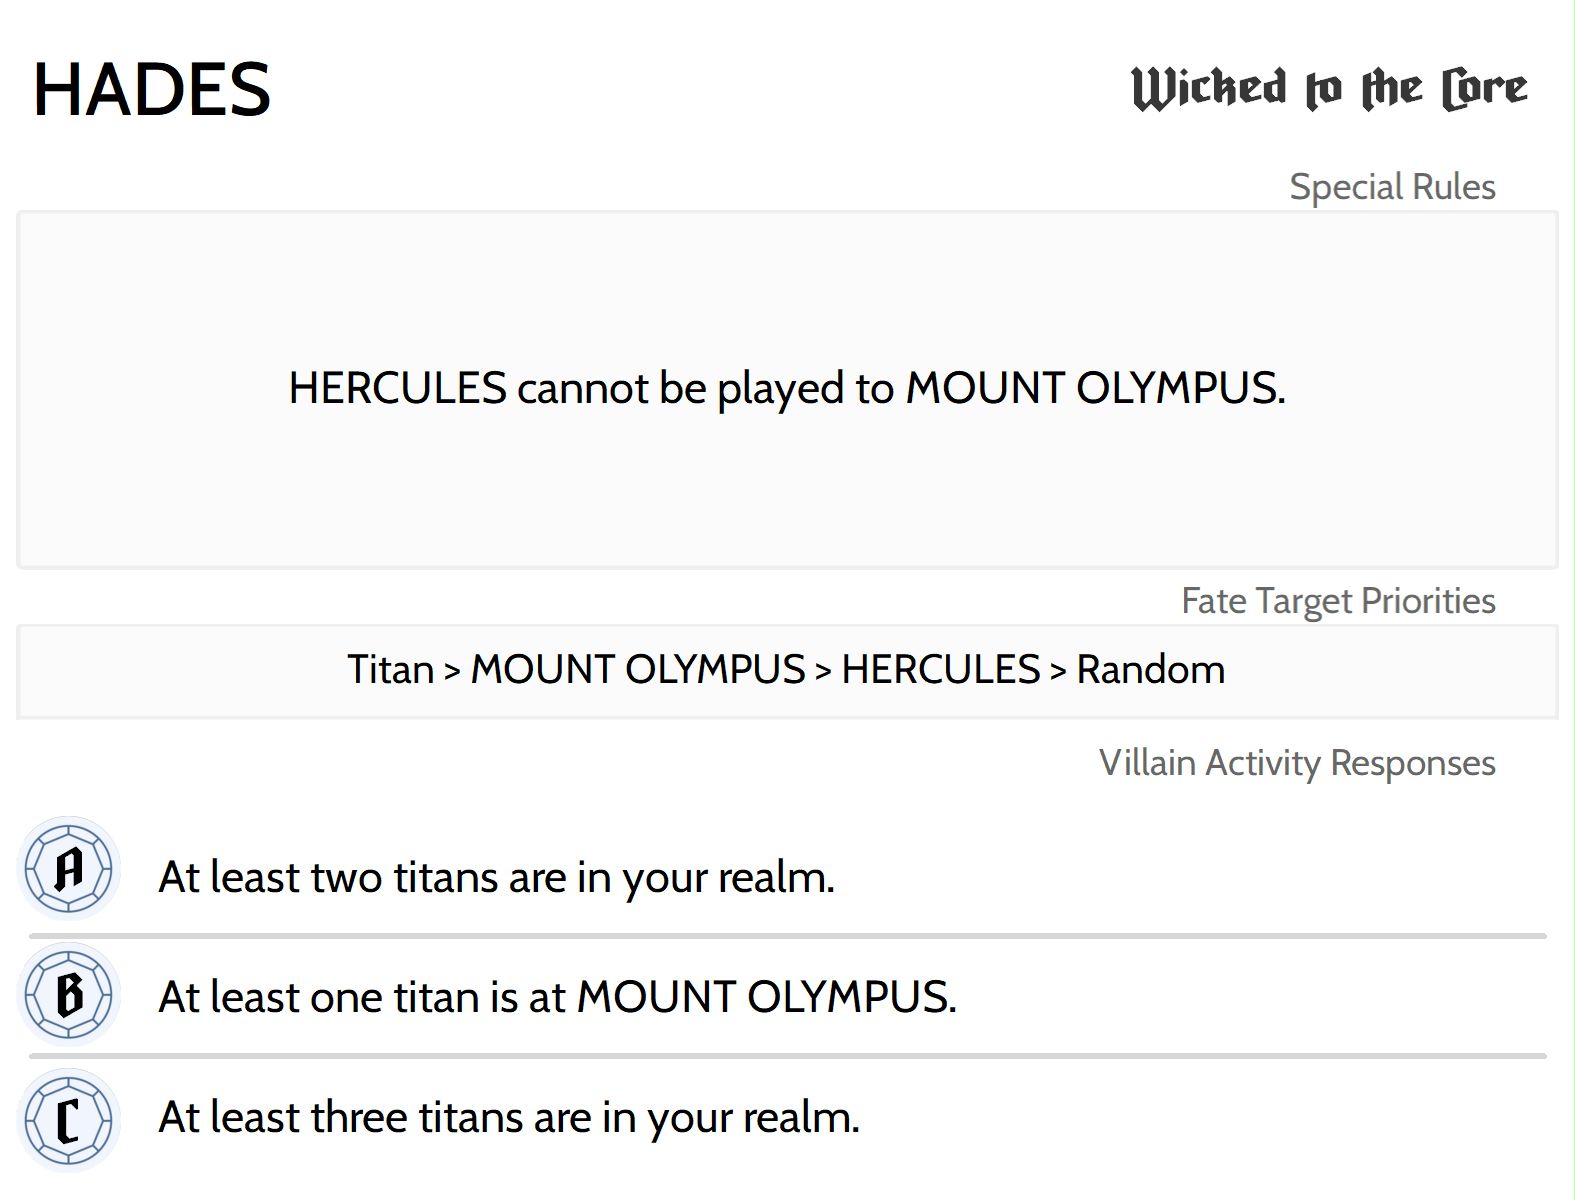 HADES
Wicked to the Core
Special Rules
HERCULES cannot be played to MOUNT OLYMPUS.
Fate Target Priorities
Titan > MOUNT OLYMPUS > HERCULES > Random
Villain Activity Responses
A
At least two titans are in your realm.
B
At least one titan is at MOUNT OLYMPUS.
C
At least three titans are in your realm.